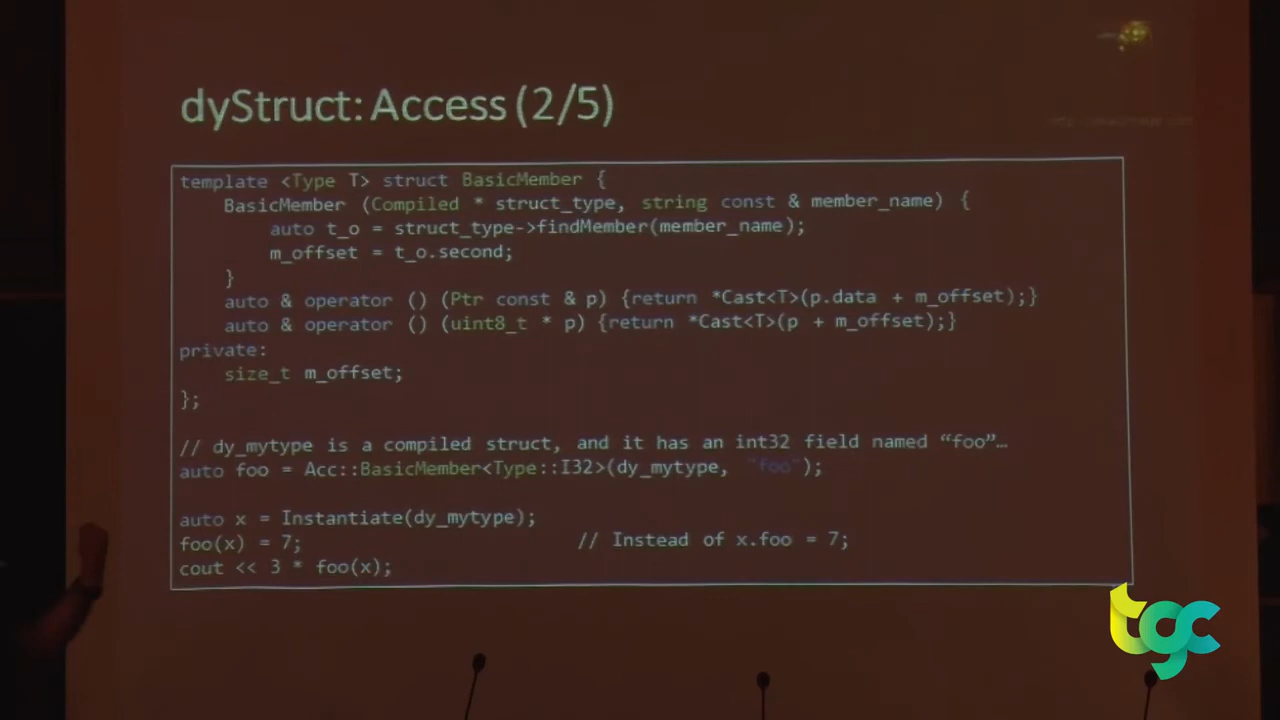 dyStruct: Access (2/5)
template <Type T> struct BasicMember {
BasicMember (Compiled * struct_type, string const & member_name) {
auto t_o = struct_type->findMember(member_name);
m_offset = t_o.second;
}
auto & operator () (Ptr const & p) {return *Cast<T>(p.data + m_offset);}
auto & operator () (uint8_t * p) {return *Cast<T>(p + m_offset);}
private:
size_t m_offset;
};
// dy_mytype is a compiled struct, and it has an int32 field named “foo”…
auto foo = Acc::BasicMember<Type::I32>(dy_mytype, "foo");
auto x = Instantiate(dy_mytype);
foo(x) = 7; // Instead of x.foo = 7;
cout << 3 * foo(x);
tgc